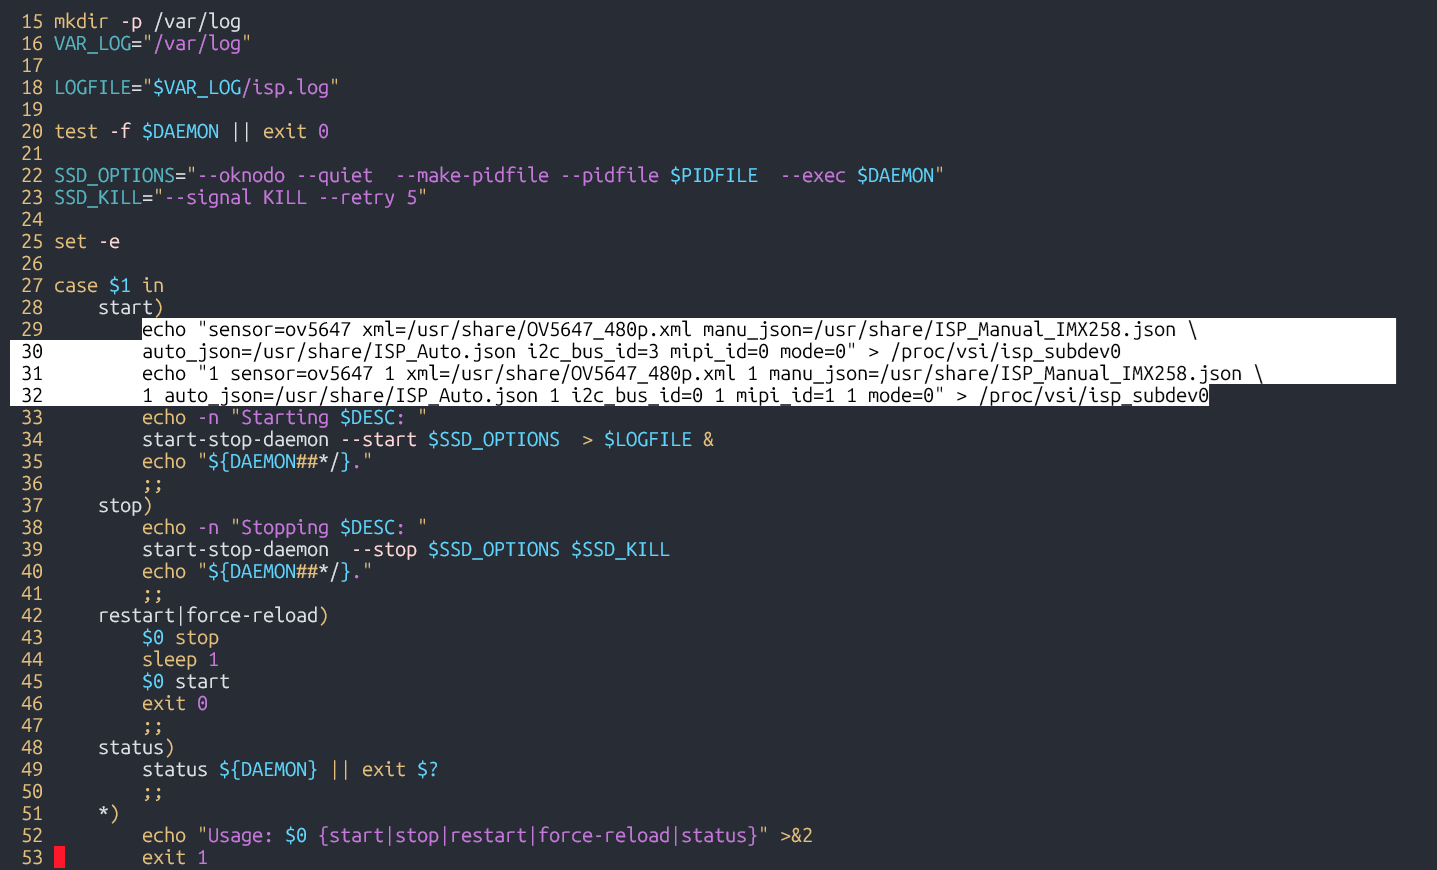 15 mkdir -p /var/log
16 VAR_LOG="/var/log"
17
18 LOGFILE="$VAR_LOG/isp.log"
19
20 test -f $DAEMON || exit 0
21
22 SSD_OPTIONS="--oknodo --quiet  --make-pidfile --pidfile $PIDFILE  --exec $DAEMON"
23 SSD_KILL="--signal KILL --retry 5"
24
25 set -e
26
27 case $1 in
28     start)
29         echo "sensor=ov5647 xml=/usr/share/OV5647_480p.xml manu_json=/usr/share/ISP_Manual_IMX258.json \
30         auto_json=/usr/share/ISP_Auto.json i2c_bus_id=3 mipi_id=0 mode=0" > /proc/vsi/isp_subdev0
31         echo "1 sensor=ov5647 1 xml=/usr/share/OV5647_480p.xml 1 manu_json=/usr/share/ISP_Manual_IMX258.json \
32         1 auto_json=/usr/share/ISP_Auto.json 1 i2c_bus_id=0 1 mipi_id=1 1 mode=0" > /proc/vsi/isp_subdev0
33         echo -n "Starting $DESC: "
34         start-stop-daemon --start $SSD_OPTIONS  > $LOGFILE &
35         echo "${DAEMON##*/}."
36         ;;
37     stop)
38         echo -n "Stopping $DESC: "
39         start-stop-daemon  --stop $SSD_OPTIONS $SSD_KILL
40         echo "${DAEMON##*/}."
41         ;;
42     restart|force-reload)
43         $0 stop
44         sleep 1
45         $0 start
46         exit 0
47         ;;
48     status)
49         status ${DAEMON} || exit $?
50         ;;
51     *)
52         echo "Usage: $0 {start|stop|restart|force-reload|status}" >&2
53         exit 1